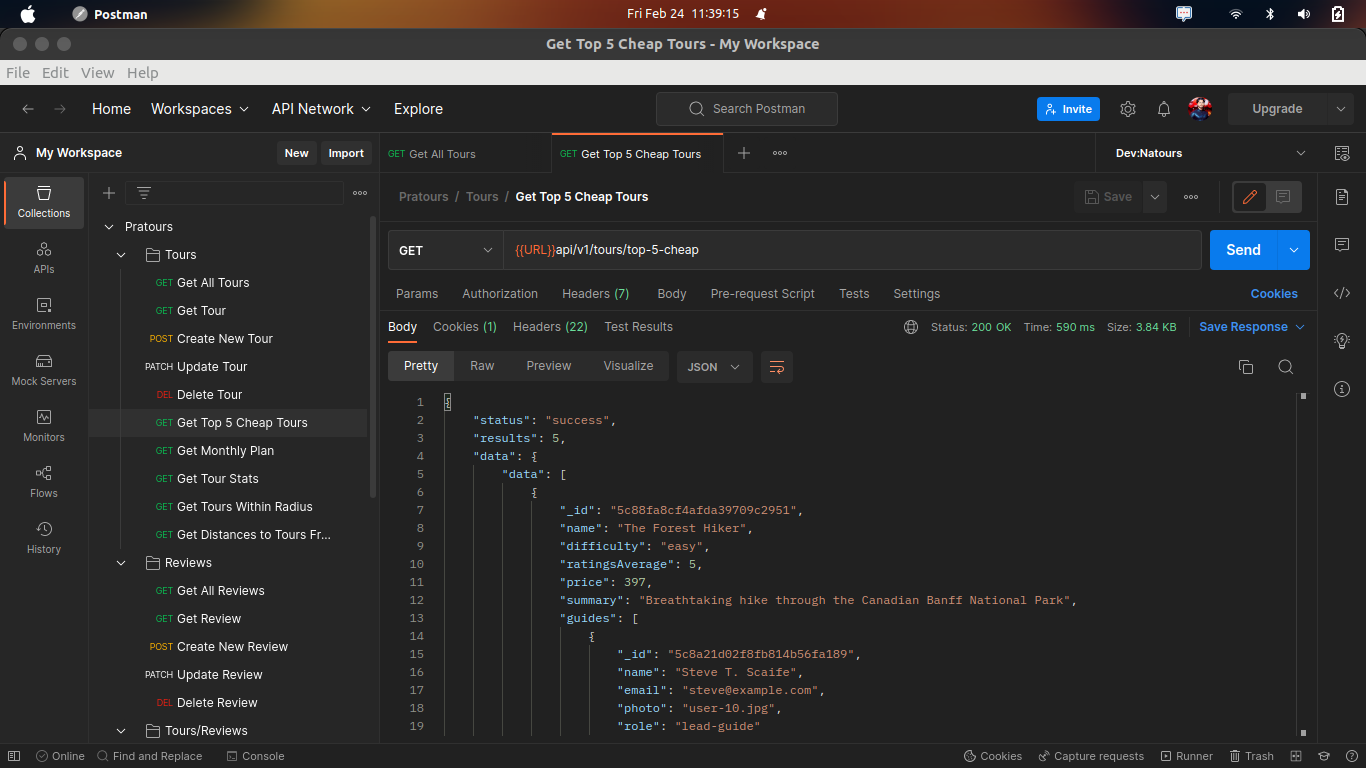 Postman
Fri Feb 24 11:39:15
Get Top 5 Cheap Tours - My Workspace
File Edit View Help
Home Workspaces API Network Explore
Search Postman
Invite
Upgrade
My Workspace
New
Import
GET Get All Tours
GET Get Top 5 Cheap Tours
Dev:Natours
Collections
APIs
Environments
Mock Servers
Monitors
Flows
History
Pratours
Tours
GET Get All Tours
GET Get Tour
POST Create New Tour
PATCH Update Tour
DEL Delete Tour
GET Get Top 5 Cheap Tours
GET Get Monthly Plan
GET Get Tour Stats
GET Get Tours Within Radius
GET Get Distances to Tours Fr...
Reviews
GET Get All Reviews
GET Get Review
POST Create New Review
PATCH Update Review
DEL Delete Review
Tours/Reviews
Pratours / Tours / Get Top 5 Cheap Tours
Save
GET
{{URL}}api/v1/tours/top-5-cheap
Send
Params Authorization Headers (7) Body Pre-request Script Tests Settings
Cookies
Body Cookies (1) Headers (22) Test Results
Status: 200 OK Time: 590 ms Size: 3.84 KB
Save Response
Pretty Raw Preview Visualize JSON
1 {
2 "status": "success",
3 "results": 5,
4 "data": {
5 "data": [
6 {
7 "_id": "5c88fa8cf4afda39709c2951",
8 "name": "The Forest Hiker",
9 "difficulty": "easy",
10 "ratingsAverage": 5,
11 "price": 397,
12 "summary": "Breathtaking hike through the Canadian Banff National Park",
13 "guides": [
14 {
15 "_id": "5c8a21d02f8fb814b56fa189",
16 "name": "Steve T. Scaife",
17 "email": "steve@example.com",
18 "photo": "user-10.jpg",
19 "role": "lead-guide"
Online Find and Replace Console
Cookies Capture requests Runner Trash